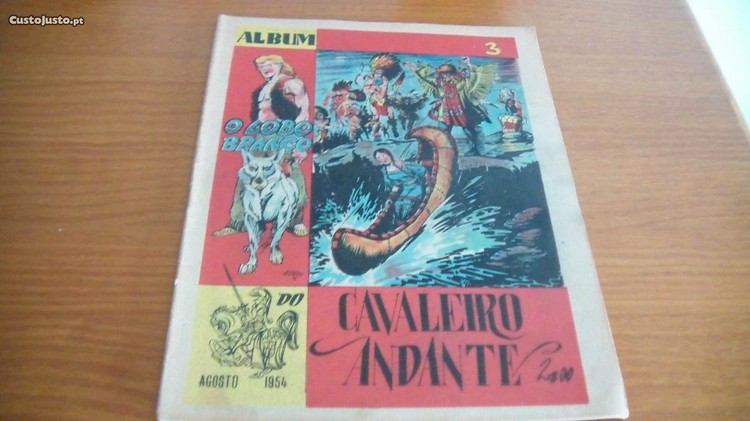 CustoJusto.pt
ALBUM
3
O LOBO
BRANCO
DO
CAVALEIRO
ANDANTE
AGOSTO 1954